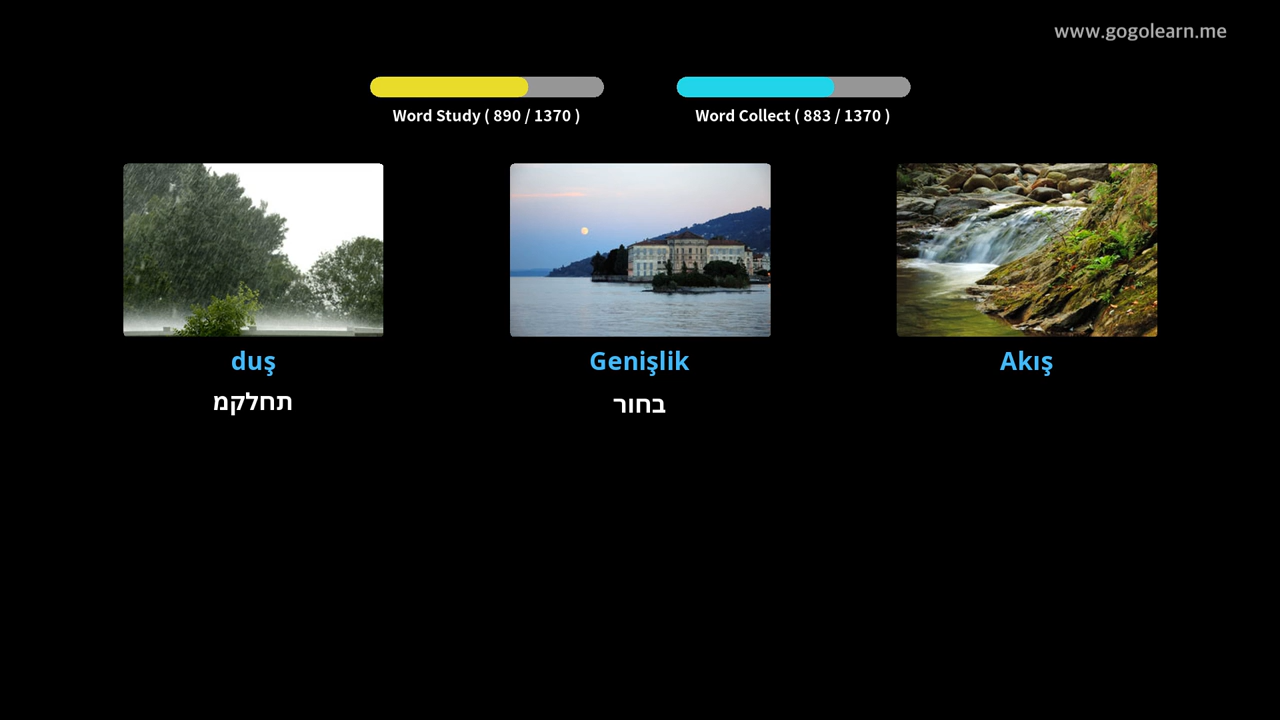 www.gogolearn.me
Word Study ( 890 / 1370 )
Word Collect ( 883 / 1370 )
duş
Genişlik
Akış
תחלקמ
בחור